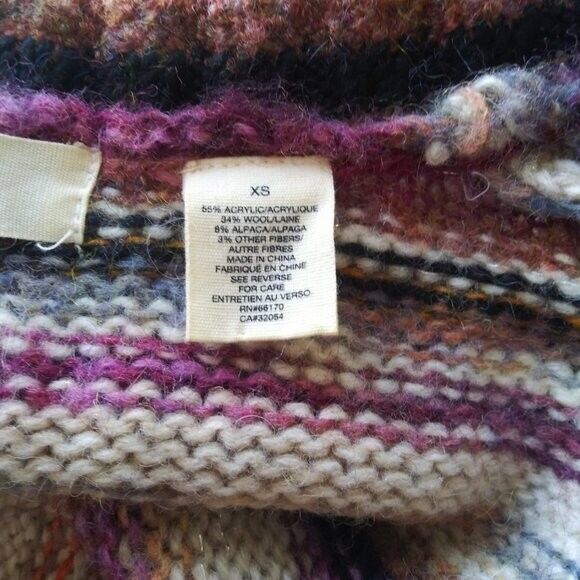 XS
55% ACRYLIC/ACRYLIQUE
34% WOOL/LAINE
8% ALPACA/ALPAGA
3% OTHER FIBERS/
AUTRE FIBRES
MADE IN CHINA
FABRIQUÉ EN CHINE
SEE REVERSE
FOR CARE
ENTRETIEN AU VERSO
RN#66170
CA#32054